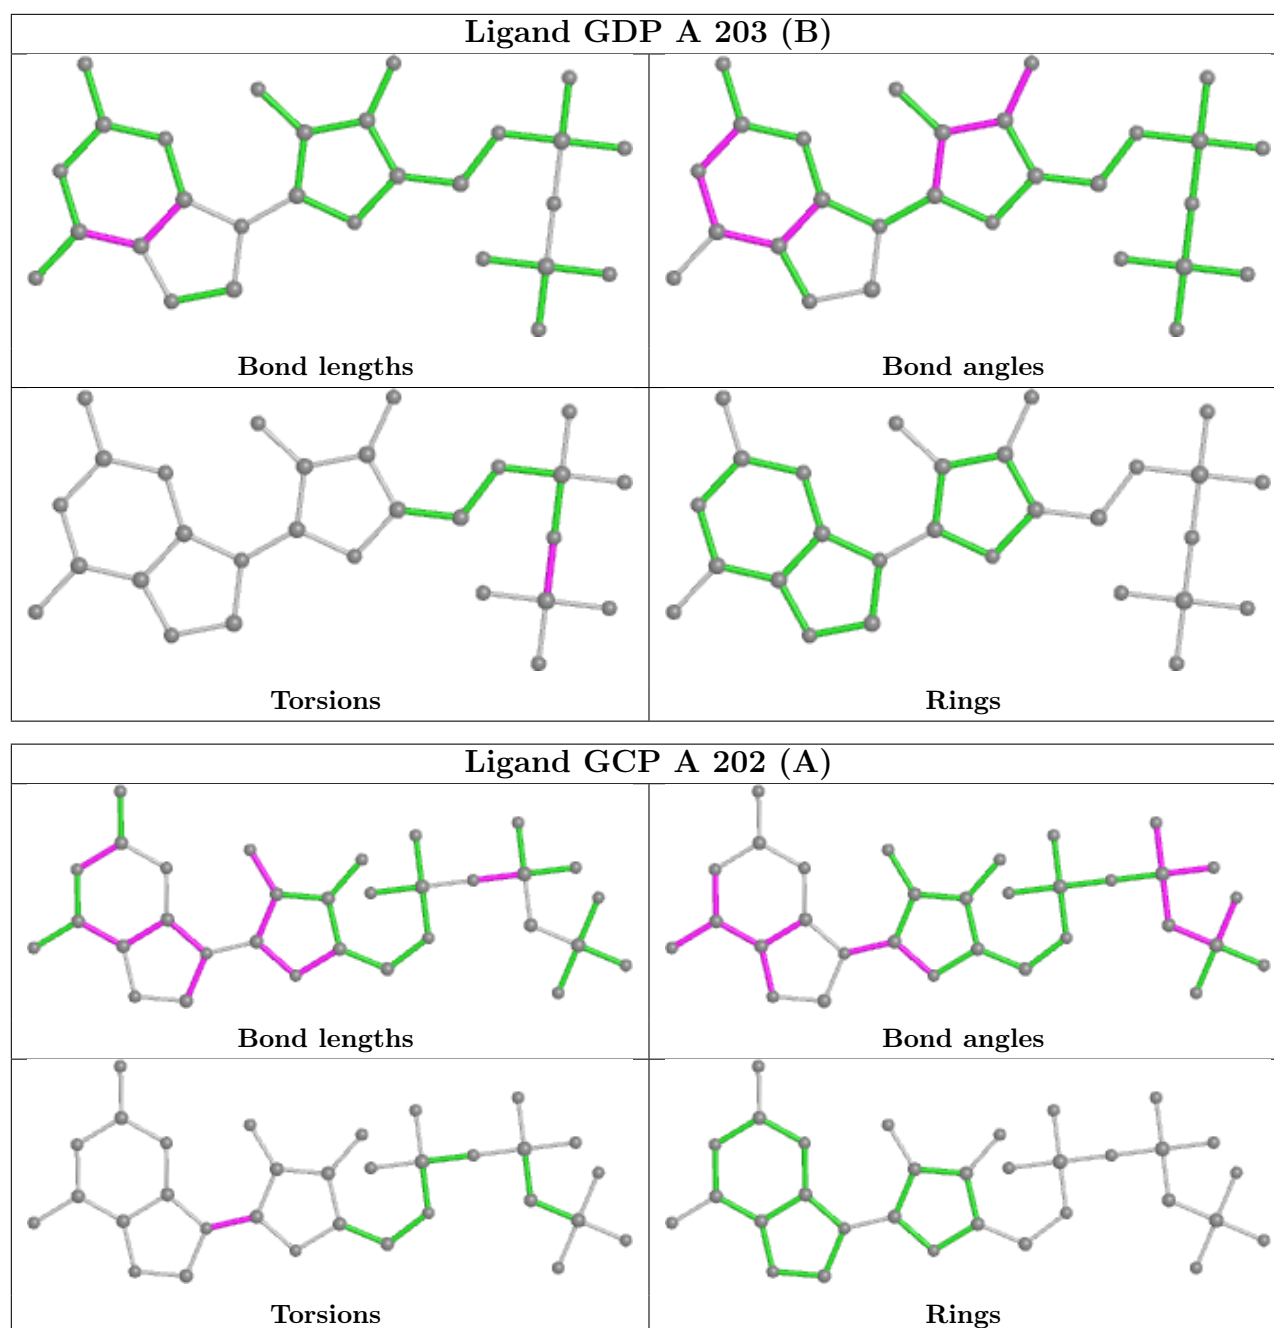 Ligand GDP A 203 (B)
Bond lengths
Bond angles
Torsions
Rings
Ligand GCP A 202 (A)
Bond lengths
Bond angles
Torsions
Rings